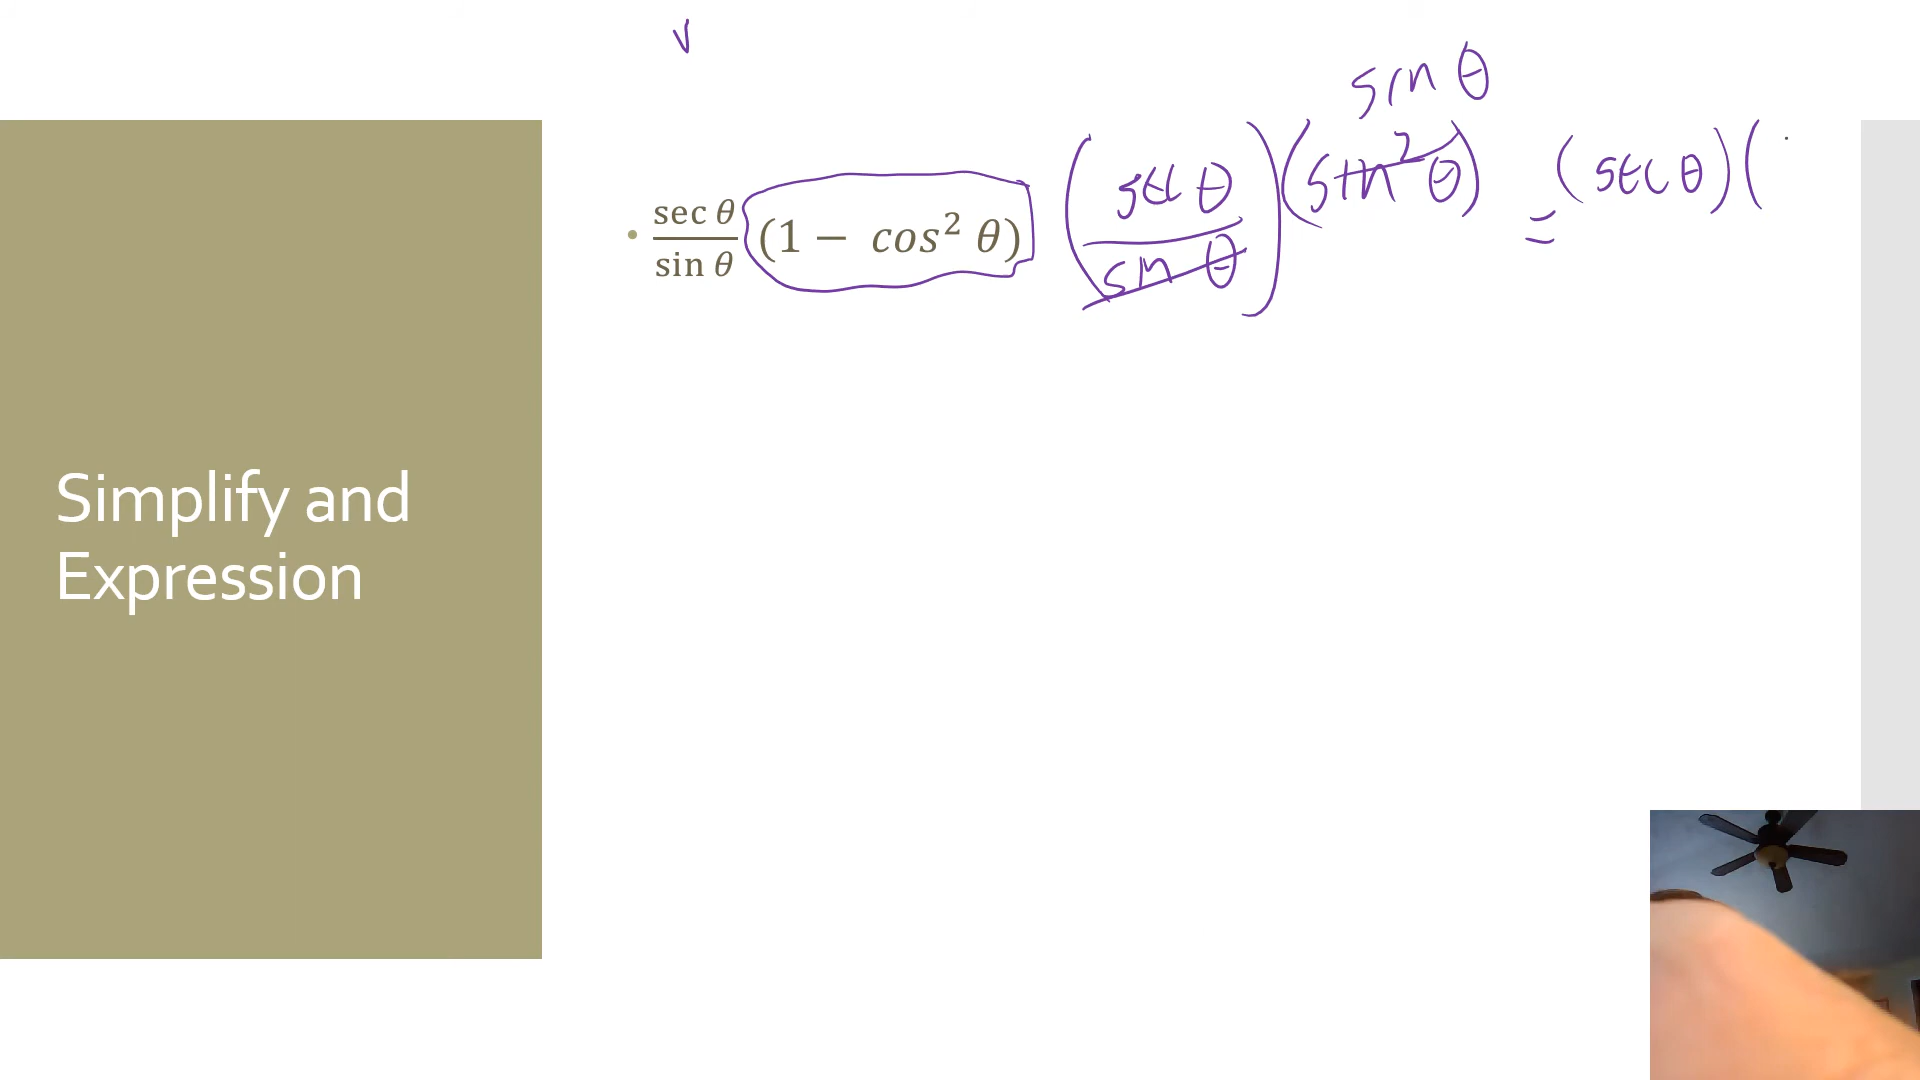 Simplify and
Expression
• sec θ / sin θ (1 − cos² θ) (sec θ / sin θ)(sin² θ) = (sec θ)(
sin θ